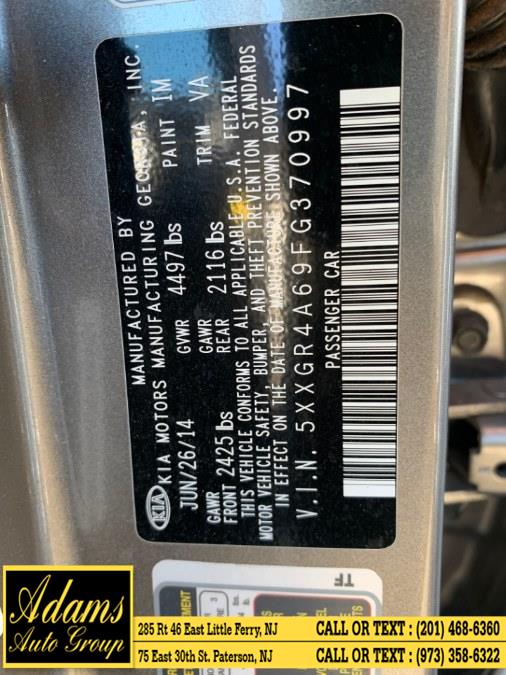 MANUFACTURED BY
KIA KIA MOTORS MANUFACTURING GEORGIA, INC.
JUN/26/14 GVWR 4497 lbs PAINT IM
GAWR FRONT 2425 lbs GAWR REAR 2116 lbs TRIM VA
THIS VEHICLE CONFORMS TO ALL APPLICABLE U.S.A. FEDERAL
MOTOR VEHICLE SAFETY, BUMPER, AND THEFT PREVENTION STANDARDS
IN EFFECT ON THE DATE OF MANUFACTURE SHOWN ABOVE.
V.I.N. 5XXGR4A69FG370997
PASSENGER CAR
TF
Adams
Auto Group
285 Rt 46 East Little Ferry, NJ CALL OR TEXT : (201) 468-6360
75 East 30th St. Paterson, NJ CALL OR TEXT : (973) 358-6322